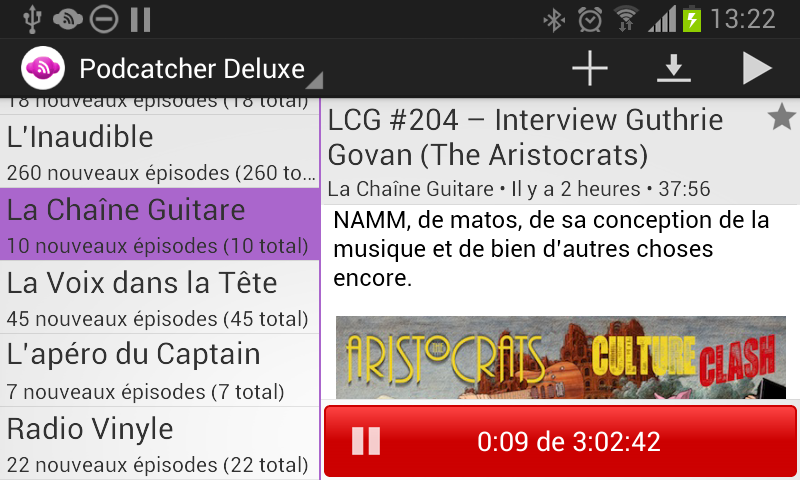 13:22
Podcatcher Deluxe
18 nouveaux épisodes (18 total)
L'Inaudible
260 nouveaux épisodes (260 to...
La Chaîne Guitare
10 nouveaux épisodes (10 total)
La Voix dans la Tête
45 nouveaux épisodes (45 total)
L'apéro du Captain
7 nouveaux épisodes (7 total)
Radio Vinyle
22 nouveaux épisodes (22 total)
LCG #204 – Interview Guthrie
Govan (The Aristocrats)
La Chaîne Guitare • Il y a 2 heures • 37:56
NAMM, de matos, de sa conception de la
musique et de bien d'autres choses
encore.
THE ARISTOCRATS
CULTURE CLASH
0:09 de 3:02:42